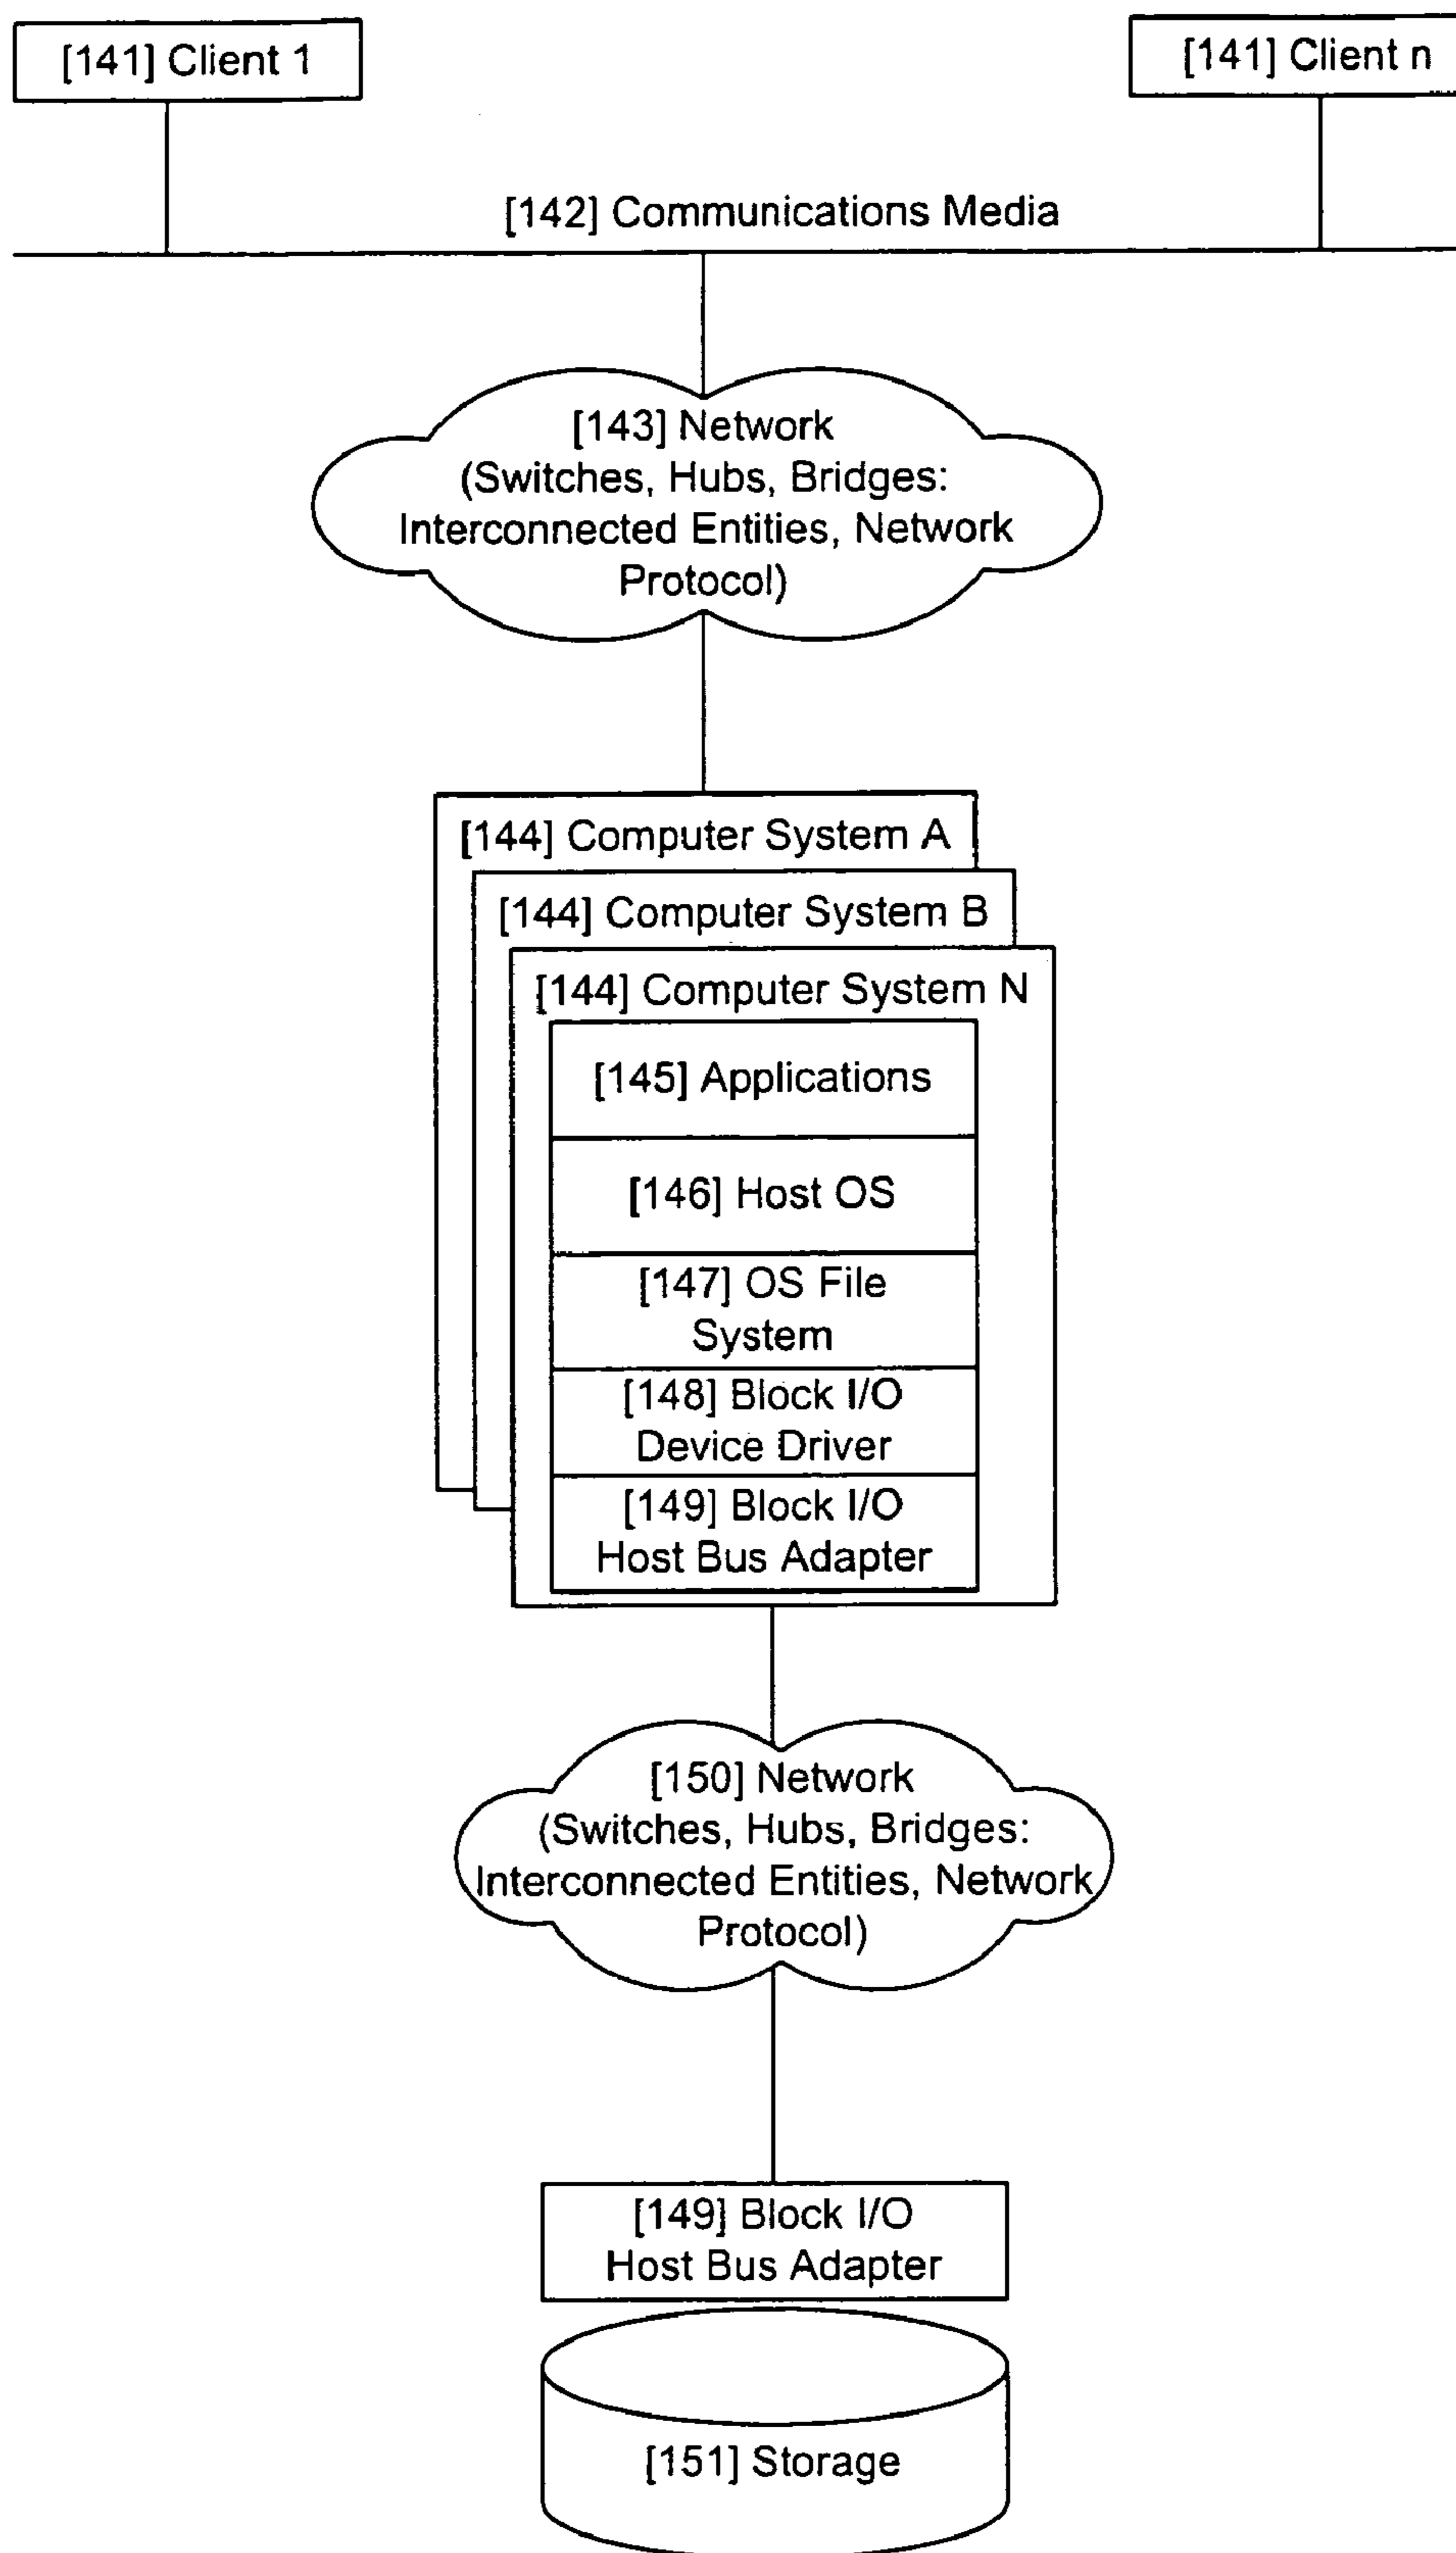 [141] Client 1
[141] Client n
[142] Communications Media
[143] Network
(Switches, Hubs, Bridges:
Interconnected Entities, Network
Protocol)
[144] Computer System A
[144] Computer System B
[144] Computer System N
[145] Applications
[146] Host OS
[147] OS File
System
[148] Block I/O
Device Driver
[149] Block I/O
Host Bus Adapter
[150] Network
(Switches, Hubs, Bridges:
Interconnected Entities, Network
Protocol)
[149] Block I/O
Host Bus Adapter
[151] Storage